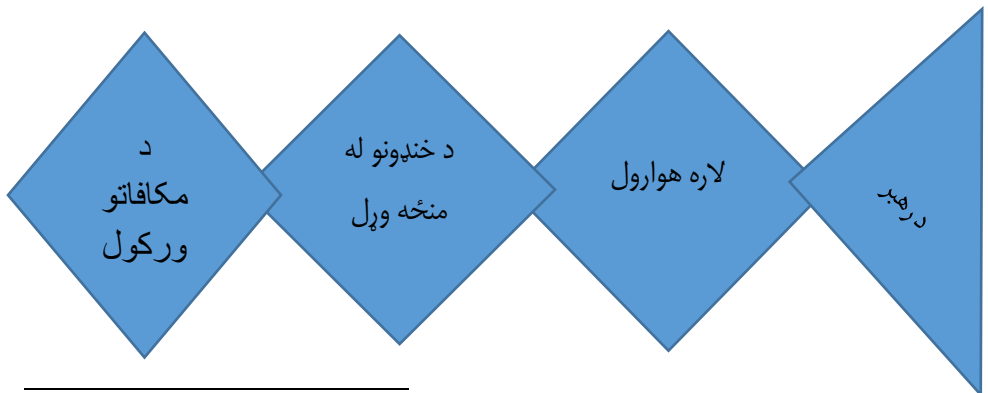 د رهبر
لاره هوارول
د خنډونو له
منځه وړل
د
مکافاتو
ورکول